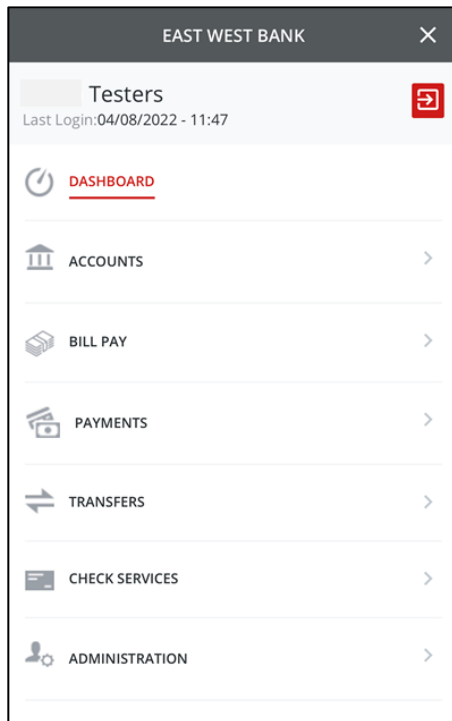 EAST WEST BANK
Testers
Last Login:04/08/2022 - 11:47
DASHBOARD
ACCOUNTS
BILL PAY
PAYMENTS
TRANSFERS
CHECK SERVICES
ADMINISTRATION